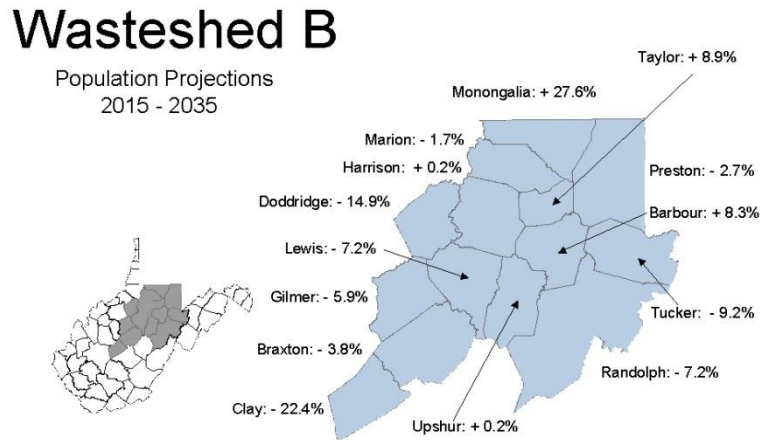 Wasteshed B
Population Projections
2015 - 2035
Taylor: + 8.9%
Monongalia: + 27.6%
Marion: - 1.7%
Harrison: + 0.2%
Preston: - 2.7%
Doddridge: - 14.9%
Barbour: + 8.3%
Lewis: - 7.2%
Gilmer: - 5.9%
Tucker: - 9.2%
Braxton: - 3.8%
Randolph: - 7.2%
Clay: - 22.4%
Upshur: + 0.2%